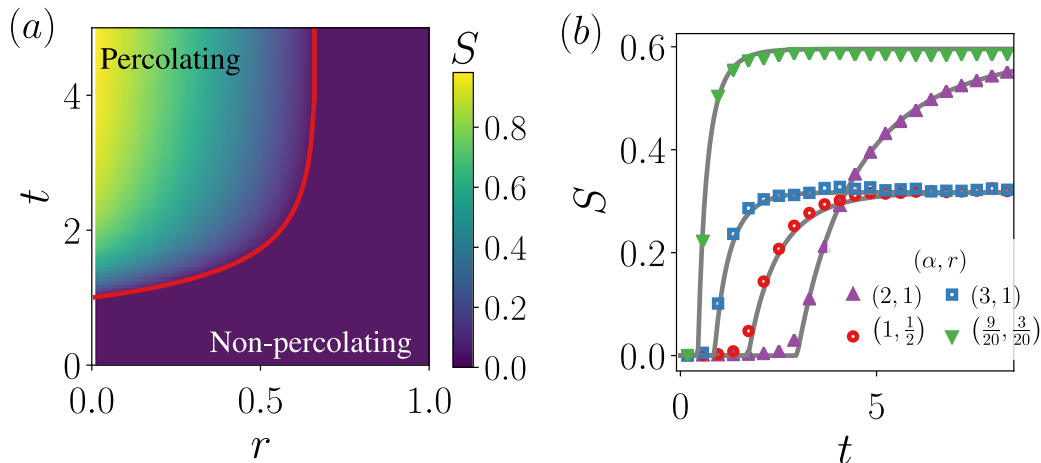 (a)
Percolating
Non-percolating
t
4
2
0
0.0 0.5 1.0
r
S
0.8
0.6
0.4
0.2
0.0
(b)
S
0.6
0.4
0.2
0.0
0 5
t
(α, r)
(2, 1) (3, 1)
(1, 1/2) (9/20, 3/20)